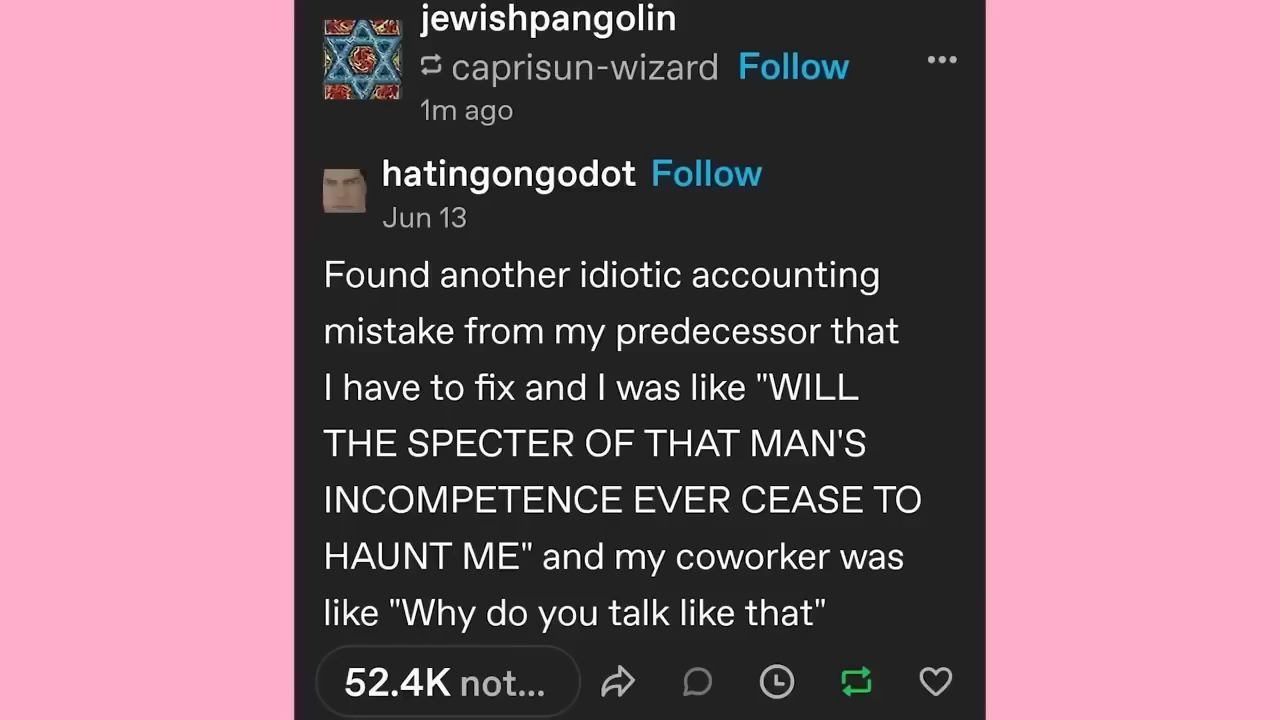 jewishpangolin
caprisun-wizard Follow
1m ago
hatingongodot Follow
Jun 13
Found another idiotic accounting
mistake from my predecessor that
I have to fix and I was like "WILL
THE SPECTER OF THAT MAN'S
INCOMPETENCE EVER CEASE TO
HAUNT ME" and my coworker was
like "Why do you talk like that"
52.4K not...